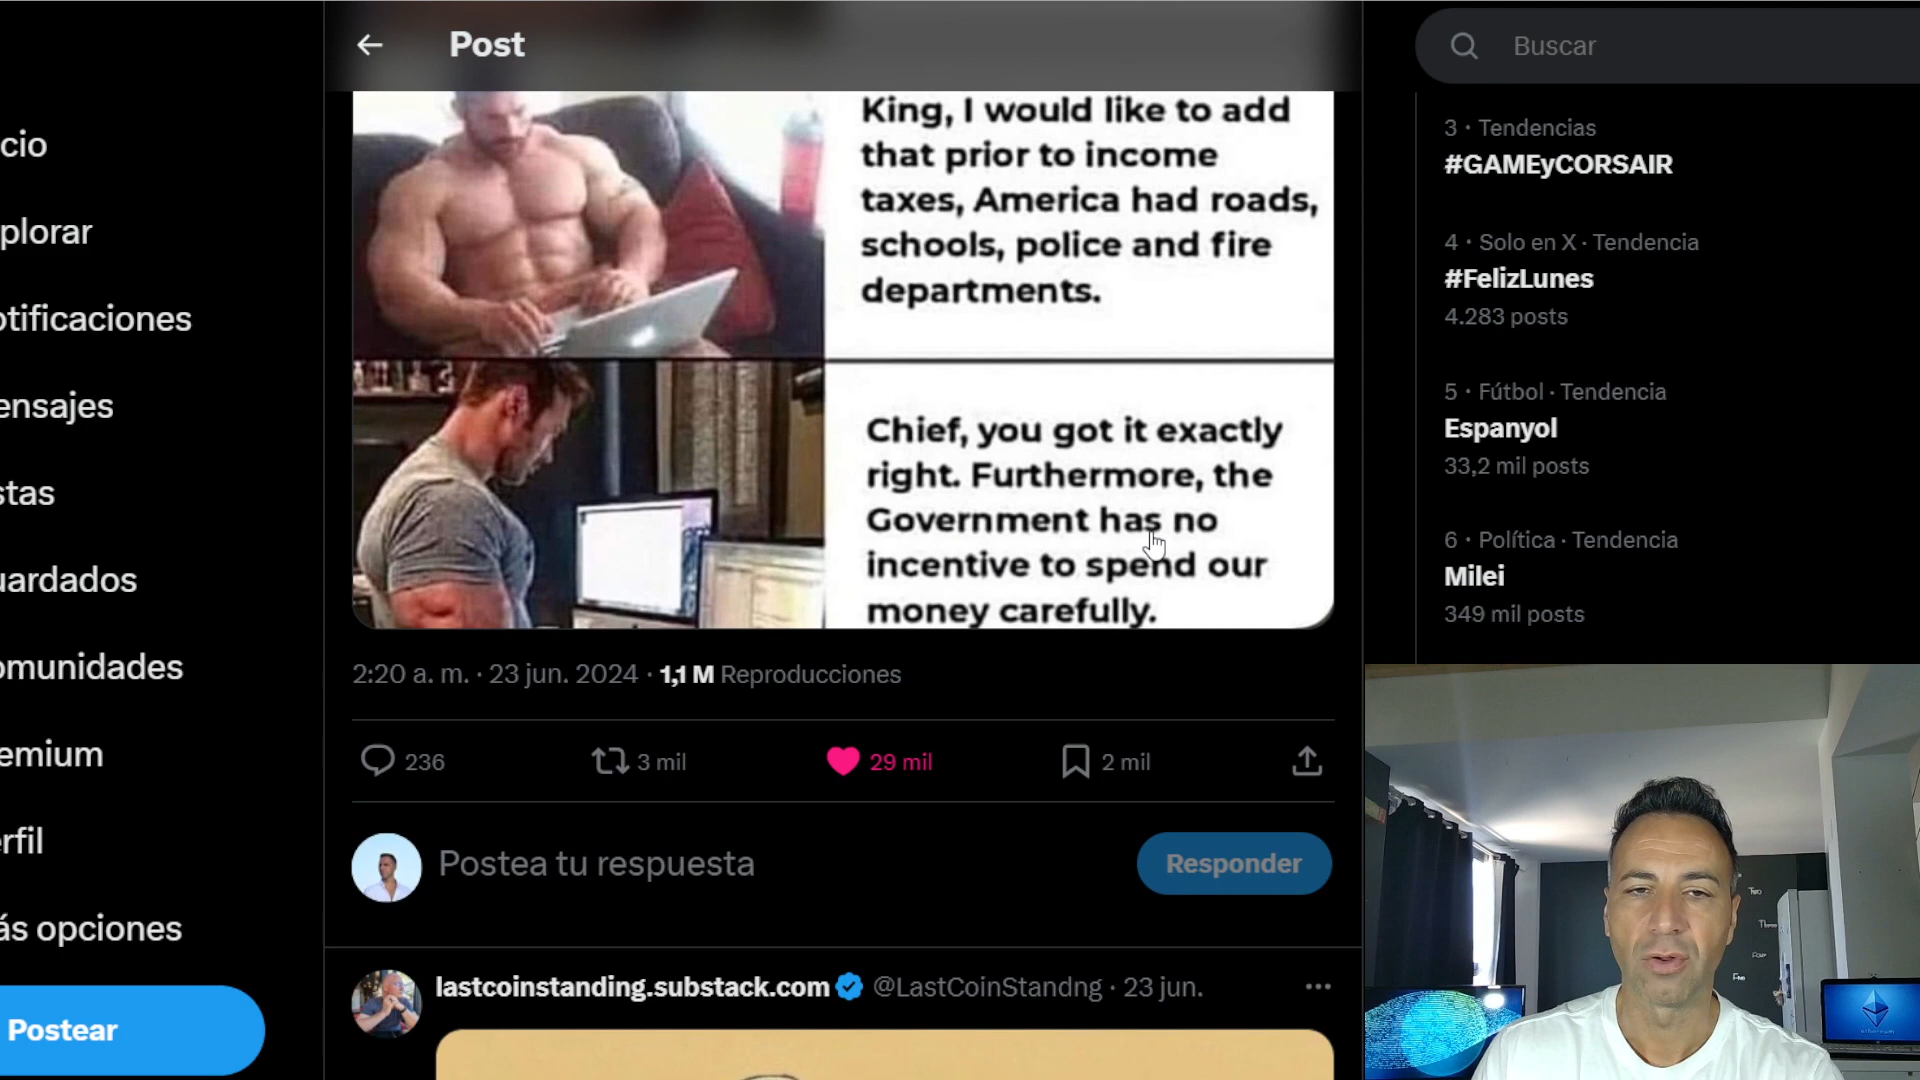 Post
Buscar
King, I would like to add
that prior to income
taxes, America had roads,
schools, police and fire
departments.
Chief, you got it exactly
right. Furthermore, the
Government has no
incentive to spend our
money carefully.
2:20 a. m. · 23 jun. 2024 · 1,1 M Reproducciones
236
3 mil
29 mil
2 mil
Postea tu respuesta
Responder
lastcoinstanding.substack.com @LastCoinStandng · 23 jun.
cio
plorar
otificaciones
ensajes
stas
uardados
omunidades
remium
erfil
ás opciones
Postear
3 · Tendencias
#GAMEyCORSAIR
4 · Solo en X · Tendencia
#FelizLunes
4.283 posts
5 · Fútbol · Tendencia
Espanyol
33,2 mil posts
6 · Política · Tendencia
Milei
349 mil posts